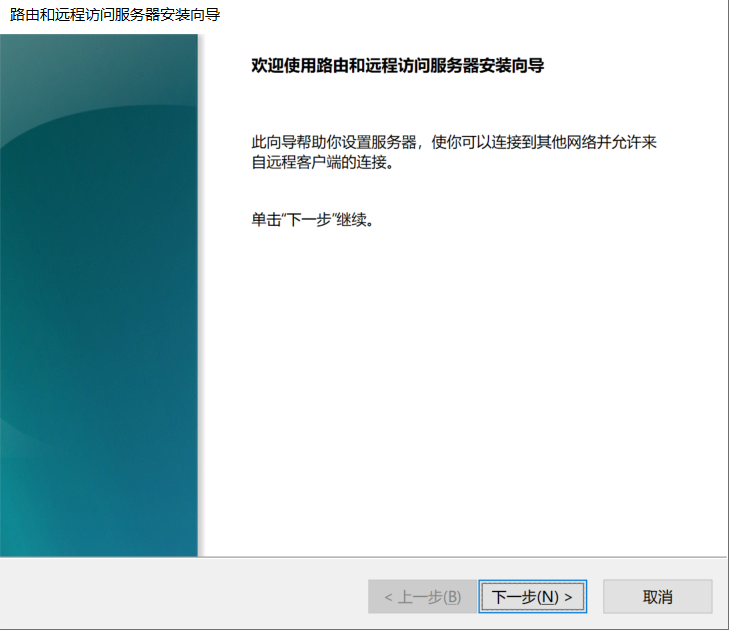 路由和远程访问服务器安装向导
欢迎使用路由和远程访问服务器安装向导
此向导帮助你设置服务器，使你可以连接到其他网络并允许来
自远程客户端的连接。
单击"下一步"继续。
< 上一步(B)
下一步(N) >
取消